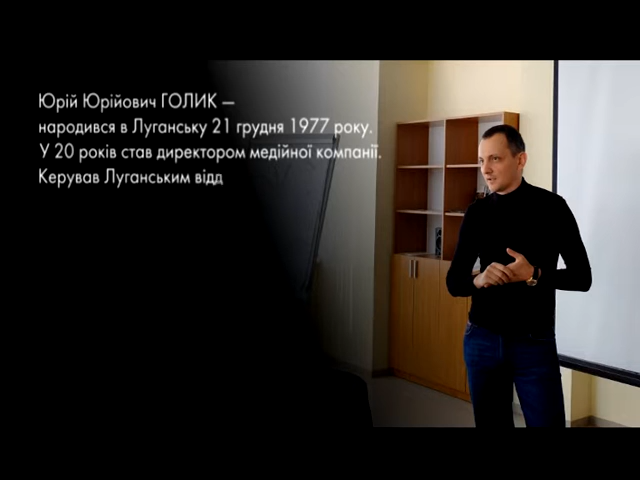 Юрій Юрійович ГОЛИК —
народився в Луганську 21 грудня 1977 року.
У 20 років став директором медійної компанії.
Керував Луганським відд